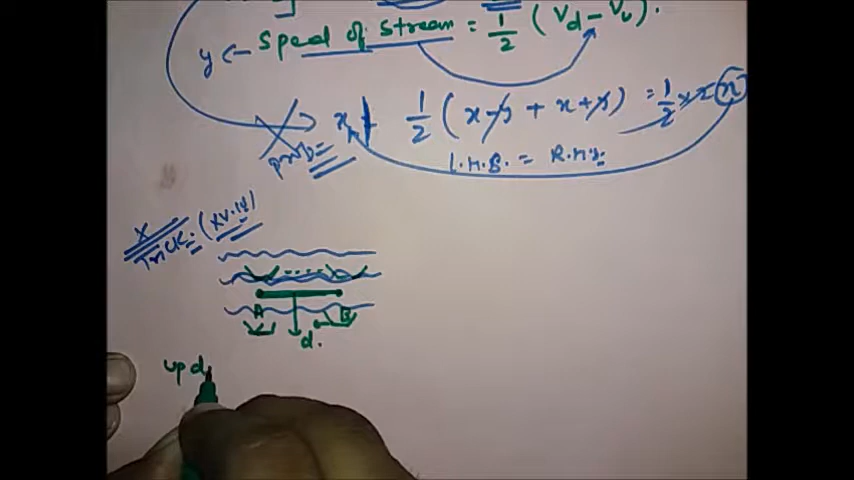 y ← Speed of Stream = 1/2 ( Vd - Vu ).
x 1/2 ( x - y + x + y ) = 1/2 × 2 x
L.H.S. = R.H.S.
Trick: (XV.IV)
A B
d.
up d